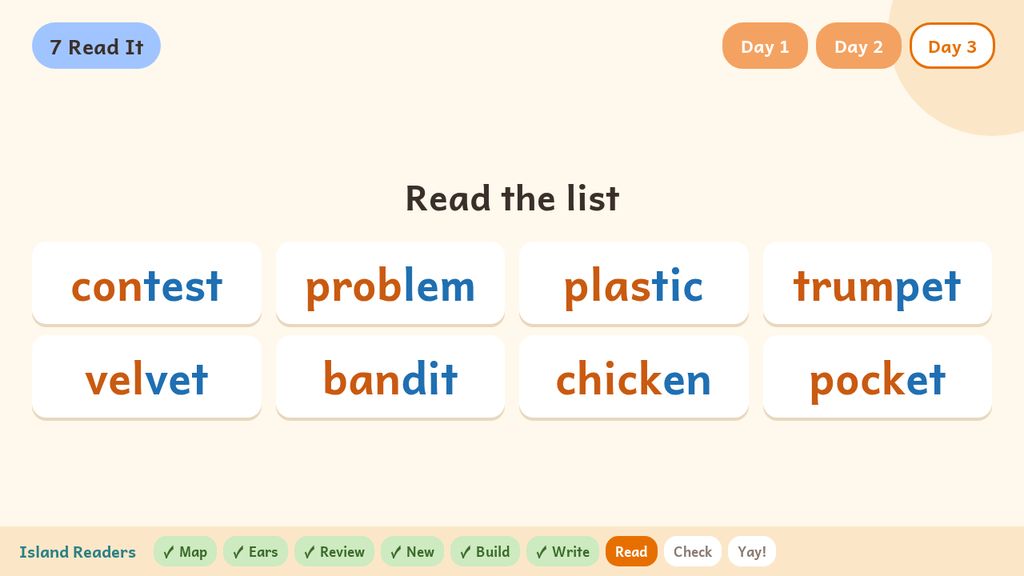 7 Read It
Day 1 Day 2 Day 3
Read the list
contest problem plastic trumpet
velvet bandit chicken pocket
Island Readers ✓ Map ✓ Ears ✓ Review ✓ New ✓ Build ✓ Write Read Check Yay!